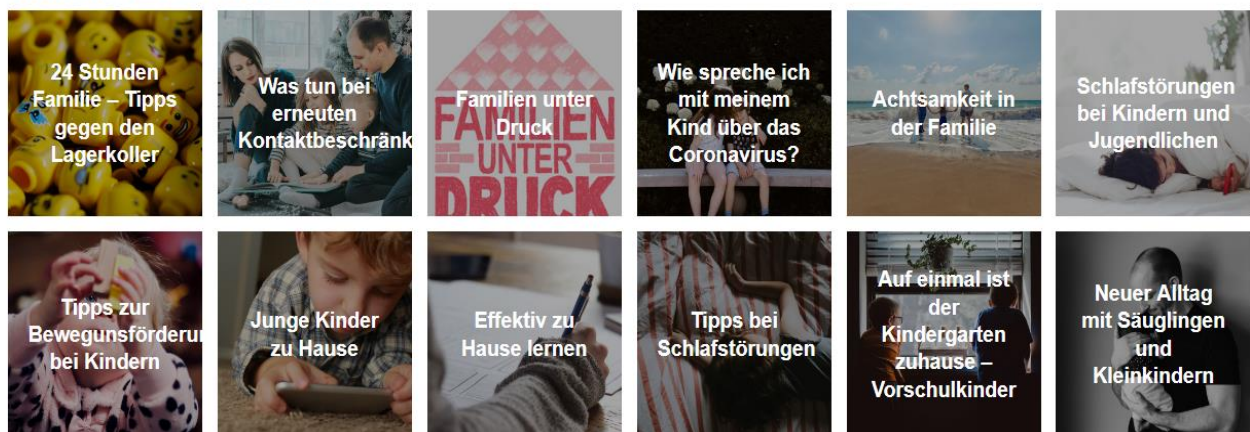 24 Stunden
Familie – Tipps
gegen den
Lagerkoller
Was tun bei
erneuten
Kontaktbeschränk
Familien unter
Druck
FAMILIEN
UNTER
DRUCK
Wie spreche ich
mit meinem
Kind über das
Coronavirus?
Achtsamkeit in
der Familie
Schlafstörungen
bei Kindern und
Jugendlichen
Tipps zur
Bewegunsförderun
bei Kindern
Junge Kinder
zu Hause
Effektiv zu
Hause lernen
Tipps bei
Schlafstörungen
Auf einmal ist
der
Kindergarten
zuhause –
Vorschulkinder
Neuer Alltag
mit Säuglingen
und
Kleinkindern